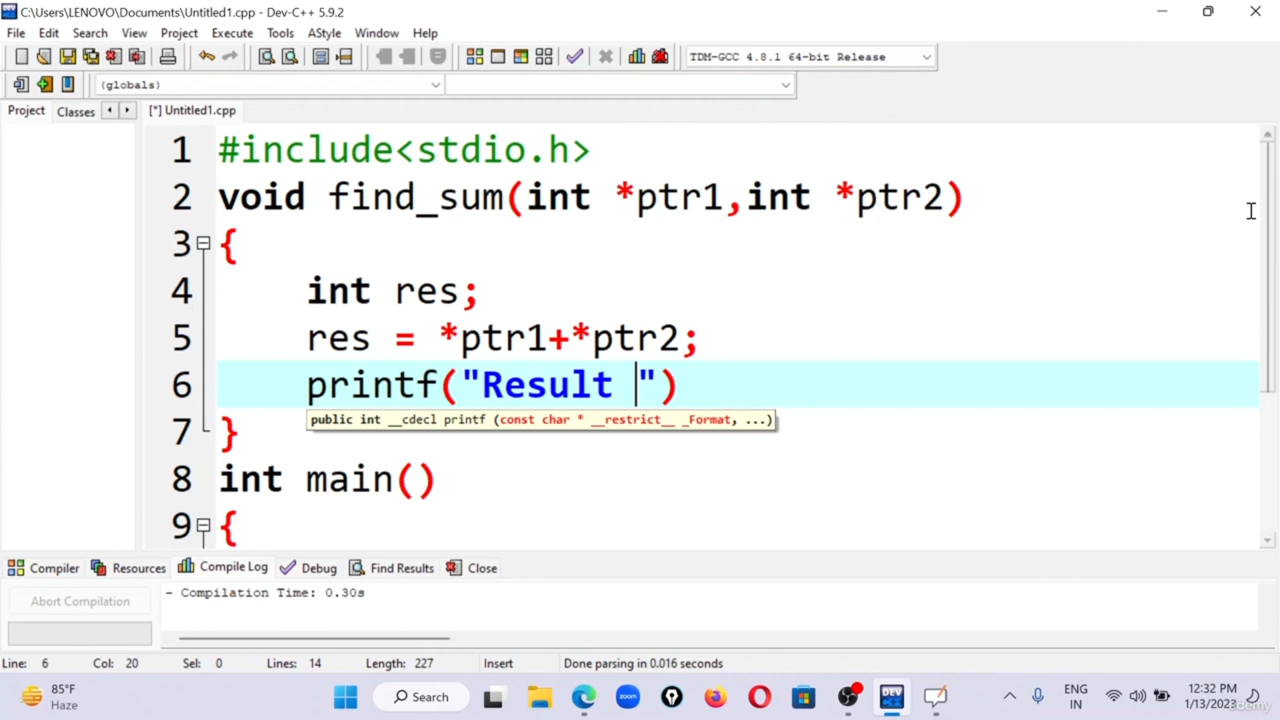 C:\Users\LENOVO\Documents\Untitled1.cpp - Dev-C++ 5.9.2
File Edit Search View Project Execute Tools AStyle Window Help
TDM-GCC 4.8.1 64-bit Release
(globals)
Project Classes [*] Untitled1.cpp
1 #include<stdio.h>
2 void find_sum(int *ptr1,int *ptr2)
3 {
4 int res;
5 res = *ptr1+*ptr2;
6 printf("Result ")
public int __cdecl printf (const char * __restrict__ _Format, ...)
7 }
8 int main()
9 {
Compiler Resources Compile Log Debug Find Results Close
Abort Compilation
- Compilation Time: 0.30s
Line: 6 Col: 20 Sel: 0 Lines: 14 Length: 227 Insert Done parsing in 0.016 seconds
85°F
Haze
Search
zoom
DEV
ENG
IN
12:32 PM
1/13/2023
Udemy